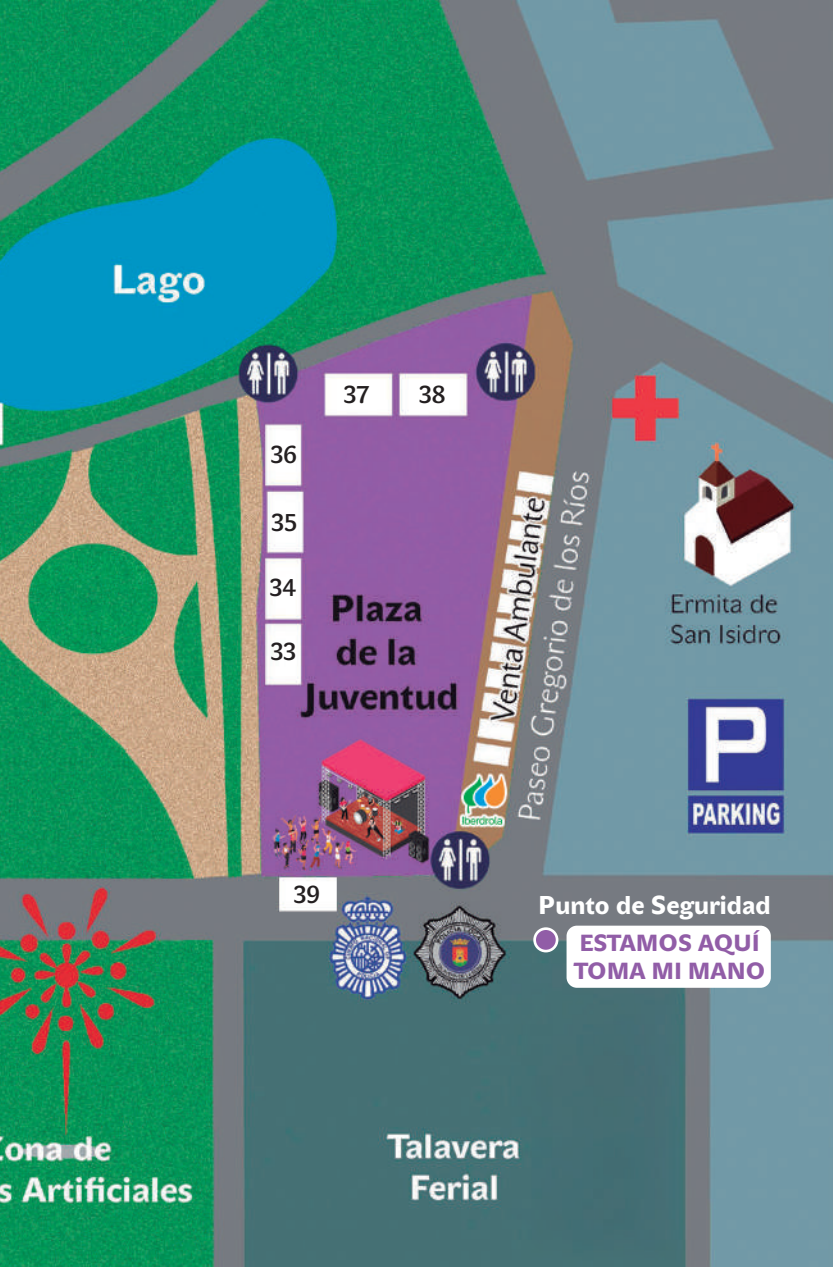 Lago
37
38
36
35
34
33
Plaza
de la
Juventud
Venta Ambulante
Paseo Gregorio de los Ríos
Iberdrola
Ermita de
San Isidro
P
PARKING
39
Punto de Seguridad
ESTAMOS AQUÍ
TOMA MI MANO
ona de
s Artificiales
Talavera
Ferial